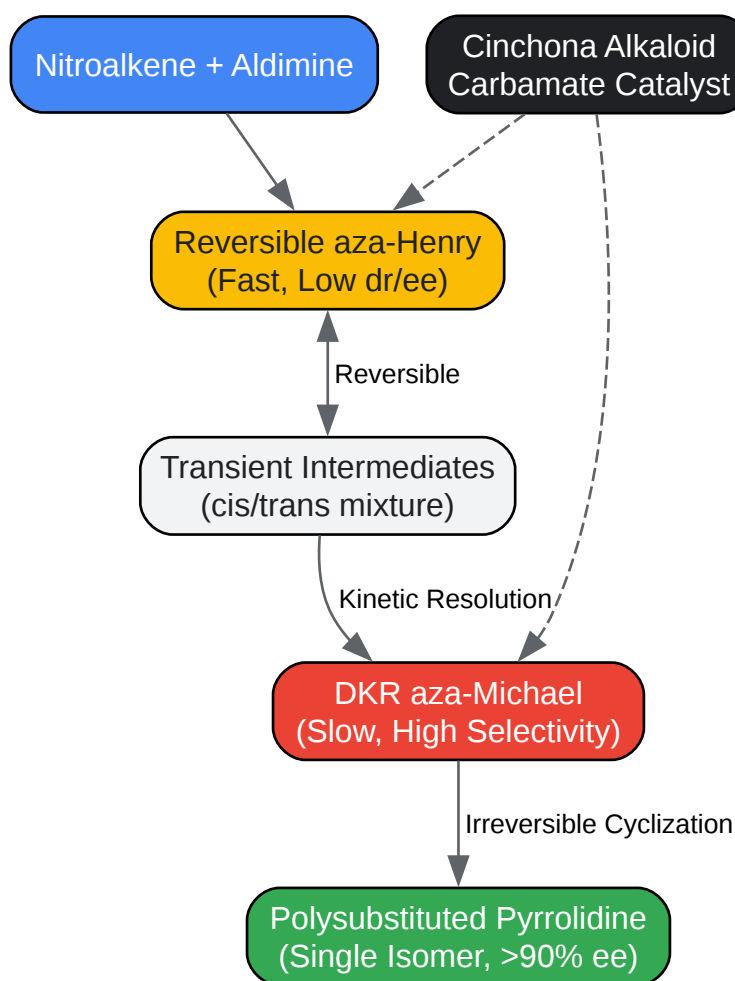 Nitroalkene + Aldimine
Cinchona Alkaloid
Carbamate Catalyst
Reversible aza-Henry
(Fast, Low dr/ee)
Reversible
Transient Intermediates
(cis/trans mixture)
Kinetic Resolution
DKR aza-Michael
(Slow, High Selectivity)
Irreversible Cyclization
Polysubstituted Pyrrolidine
(Single Isomer, >90% ee)